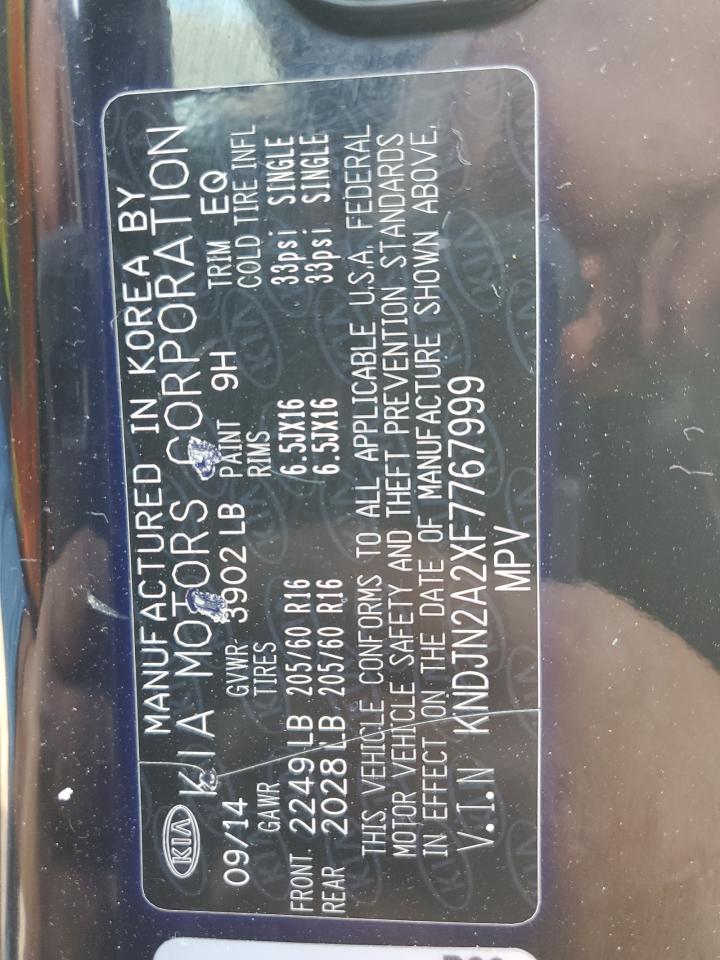 MANUFACTURED IN KOREA BY
KIA KIA MOTORS CORPORATION
09/14 GVWR 3902 LB PAINT 9H TRIM EQ
GAWR TIRES RIMS COLD TIRE INFL
FRONT 2249 LB 205/60 R16 6.5JX16 33psi SINGLE
REAR 2028 LB 205/60 R16 6.5JX16 33psi SINGLE
THIS VEHICLE CONFORMS TO ALL APPLICABLE U.S.A. FEDERAL
MOTOR VEHICLE SAFETY AND THEFT PREVENTION STANDARDS
IN EFFECT ON THE DATE OF MANUFACTURE SHOWN ABOVE.
V.I.N KNDJN2A2XF7767999
MPV